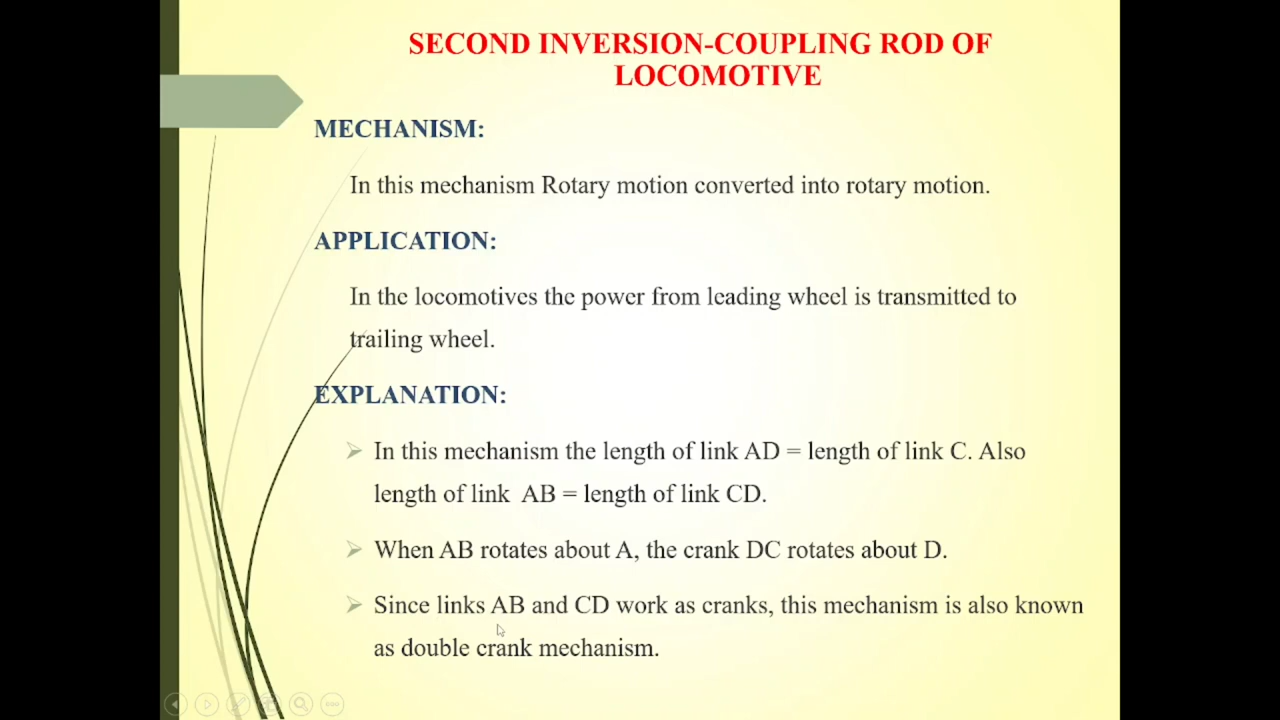 SECOND INVERSION-COUPLING ROD OF
LOCOMOTIVE
MECHANISM:
In this mechanism Rotary motion converted into rotary motion.
APPLICATION:
In the locomotives the power from leading wheel is transmitted to
trailing wheel.
EXPLANATION:
In this mechanism the length of link AD = length of link C. Also
length of link AB = length of link CD.
When AB rotates about A, the crank DC rotates about D.
Since links AB and CD work as cranks, this mechanism is also known
as double crank mechanism.